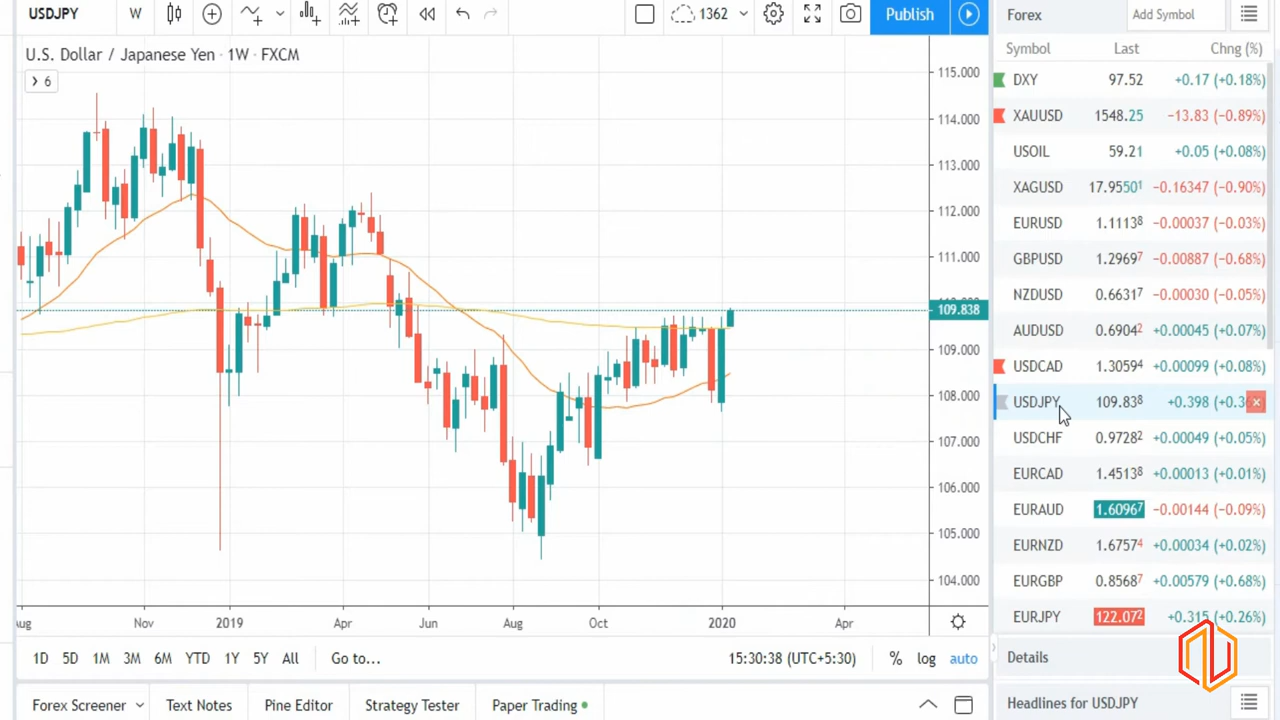 USDJPY W 1362 Publish
U.S. Dollar / Japanese Yen · 1W · FXCM
6
115.000
114.000
113.000
112.000
111.000
109.838
109.000
108.000
107.000
106.000
105.000
104.000
Aug Nov 2019 Apr Jun Aug Oct 2020 Apr
1D 5D 1M 3M 6M YTD 1Y 5Y All Go to... 15:30:38 (UTC+5:30) % log auto
Forex Screener Text Notes Pine Editor Strategy Tester Paper Trading
Forex Add Symbol
Symbol Last Chng (%)
DXY 97.52 +0.17 (+0.18%)
XAUUSD 1548.25 −13.83 (−0.89%)
USOIL 59.21 +0.05 (+0.08%)
XAGUSD 17.9550¹ −0.16347 (−0.90%)
EURUSD 1.1113⁸ −0.00037 (−0.03%)
GBPUSD 1.2969⁷ −0.00887 (−0.68%)
NZDUSD 0.6631⁷ −0.00030 (−0.05%)
AUDUSD 0.6904² +0.00045 (+0.07%)
USDCAD 1.3059⁴ +0.00099 (+0.08%)
USDJPY 109.83⁸ +0.398
USDCHF 0.9728² +0.00049 (+0.05%)
EURCAD 1.4513⁸ +0.00013 (+0.01%)
EURAUD 1.6096⁷ −0.00144 (−0.09%)
EURNZD 1.6757⁴ +0.00034 (+0.02%)
EURGBP 0.8568⁷ +0.00579 (+0.68%)
EURJPY 122.07² +0.315 (+0.26%)
Details
Headlines for USDJPY